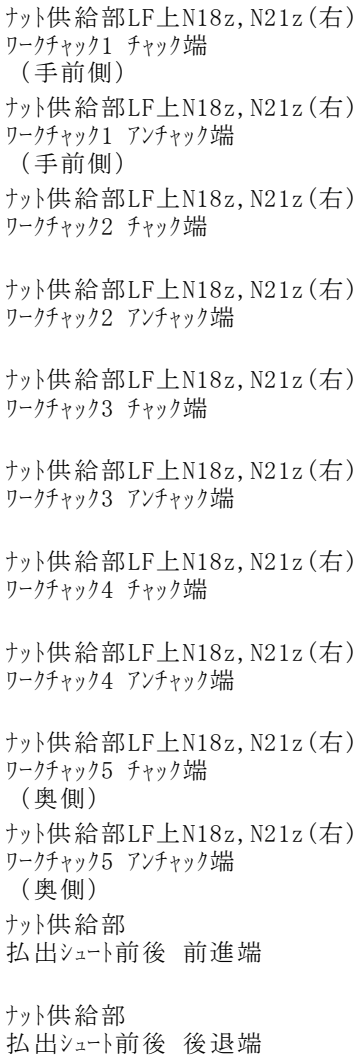 ﾅｯﾄ供給部LF上N18z,N21z(右)
ﾜｰｸﾁｬｯｸ1 ﾁｬｯｸ端
(手前側)
ﾅｯﾄ供給部LF上N18z,N21z(右)
ﾜｰｸﾁｬｯｸ1 ｱﾝﾁｬｯｸ端
(手前側)
ﾅｯﾄ供給部LF上N18z,N21z(右)
ﾜｰｸﾁｬｯｸ2 ﾁｬｯｸ端
ﾅｯﾄ供給部LF上N18z,N21z(右)
ﾜｰｸﾁｬｯｸ2 ｱﾝﾁｬｯｸ端
ﾅｯﾄ供給部LF上N18z,N21z(右)
ﾜｰｸﾁｬｯｸ3 ﾁｬｯｸ端
ﾅｯﾄ供給部LF上N18z,N21z(右)
ﾜｰｸﾁｬｯｸ3 ｱﾝﾁｬｯｸ端
ﾅｯﾄ供給部LF上N18z,N21z(右)
ﾜｰｸﾁｬｯｸ4 ﾁｬｯｸ端
ﾅｯﾄ供給部LF上N18z,N21z(右)
ﾜｰｸﾁｬｯｸ4 ｱﾝﾁｬｯｸ端
ﾅｯﾄ供給部LF上N18z,N21z(右)
ﾜｰｸﾁｬｯｸ5 ﾁｬｯｸ端
(奥側)
ﾅｯﾄ供給部LF上N18z,N21z(右)
ﾜｰｸﾁｬｯｸ5 ｱﾝﾁｬｯｸ端
(奥側)
ﾅｯﾄ供給部
払出ｼｭｰﾄ前後 前進端
ﾅｯﾄ供給部
払出ｼｭｰﾄ前後 後退端